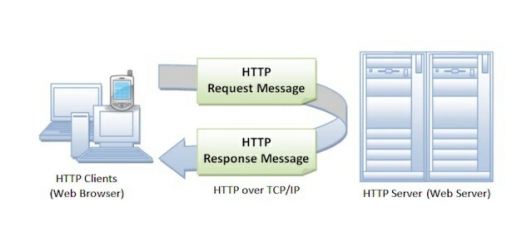 HTTP
Request Message
HTTP
Response Message
HTTP Clients
(Web Browser)
HTTP over TCP/IP
HTTP Server (Web Server)